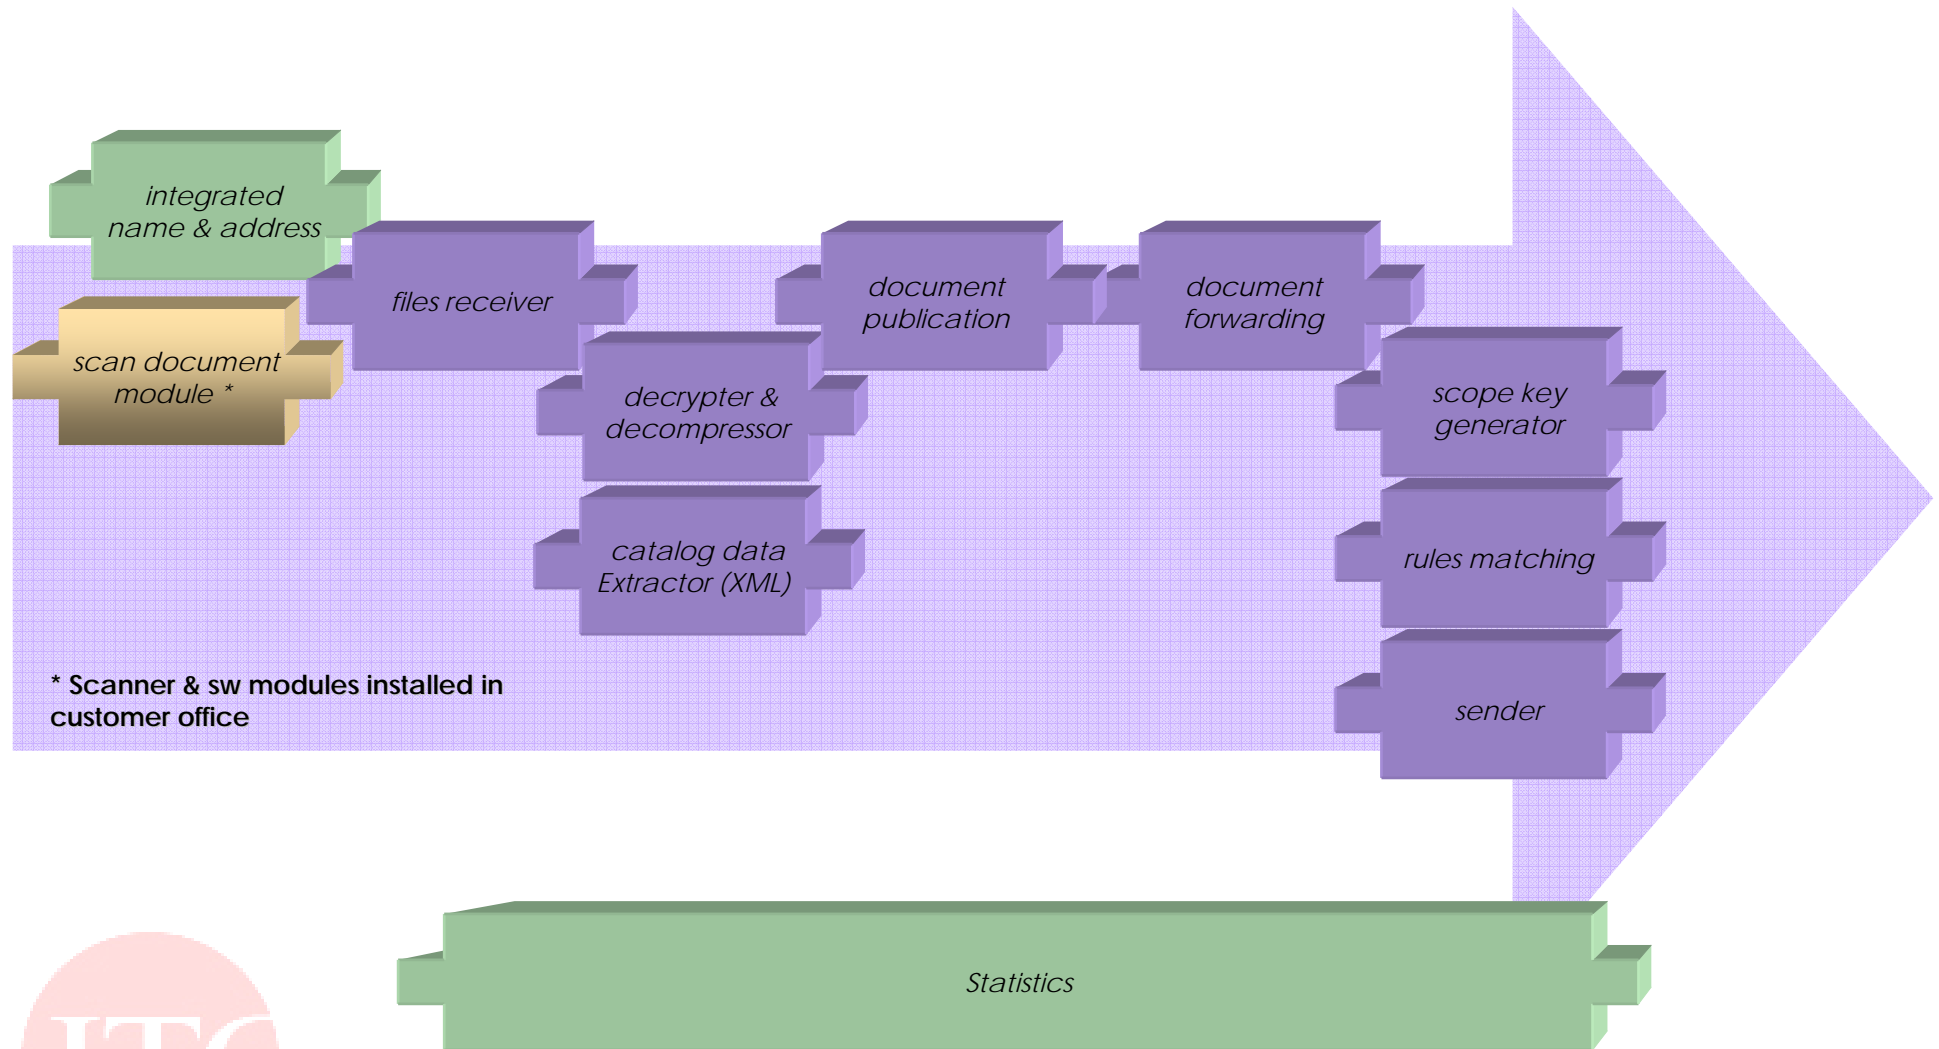 integrated
name & address
files receiver
document
publication
document
forwarding
scan document
module *
decrypter &
decompressor
scope key
generator
catalog data
Extractor (XML)
rules matching
* Scanner & sw modules installed in
customer office
sender
Statistics